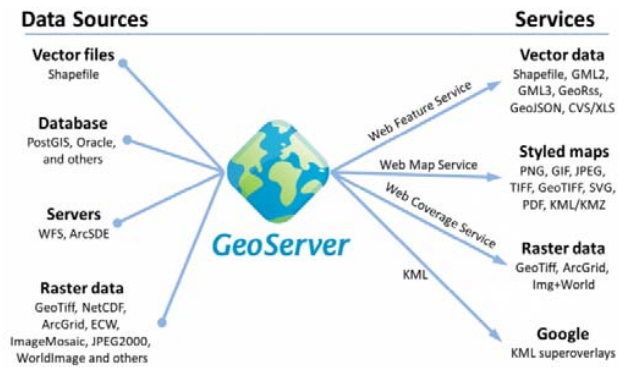 Data Sources
Services
Vector files
Shapefile
Database
PostGIS, Oracle,
and others
Servers
WFS, ArcSDE
Raster data
GeoTiff, NetCDF,
ArcGrid, ECW,
ImageMosaic, JPEG2000,
WorldImage and others
GeoServer
Web Feature Service
Web Map Service
Web Coverage Service
KML
Vector data
Shapefile, GML2,
GML3, GeoRss,
GeoJSON, CVS/XLS
Styled maps
PNG, GIF, JPEG,
TIFF, GeoTIFF, SVG,
PDF, KML/KMZ
Raster data
GeoTiff, ArcGrid,
Img+World
Google
KML superoverlays